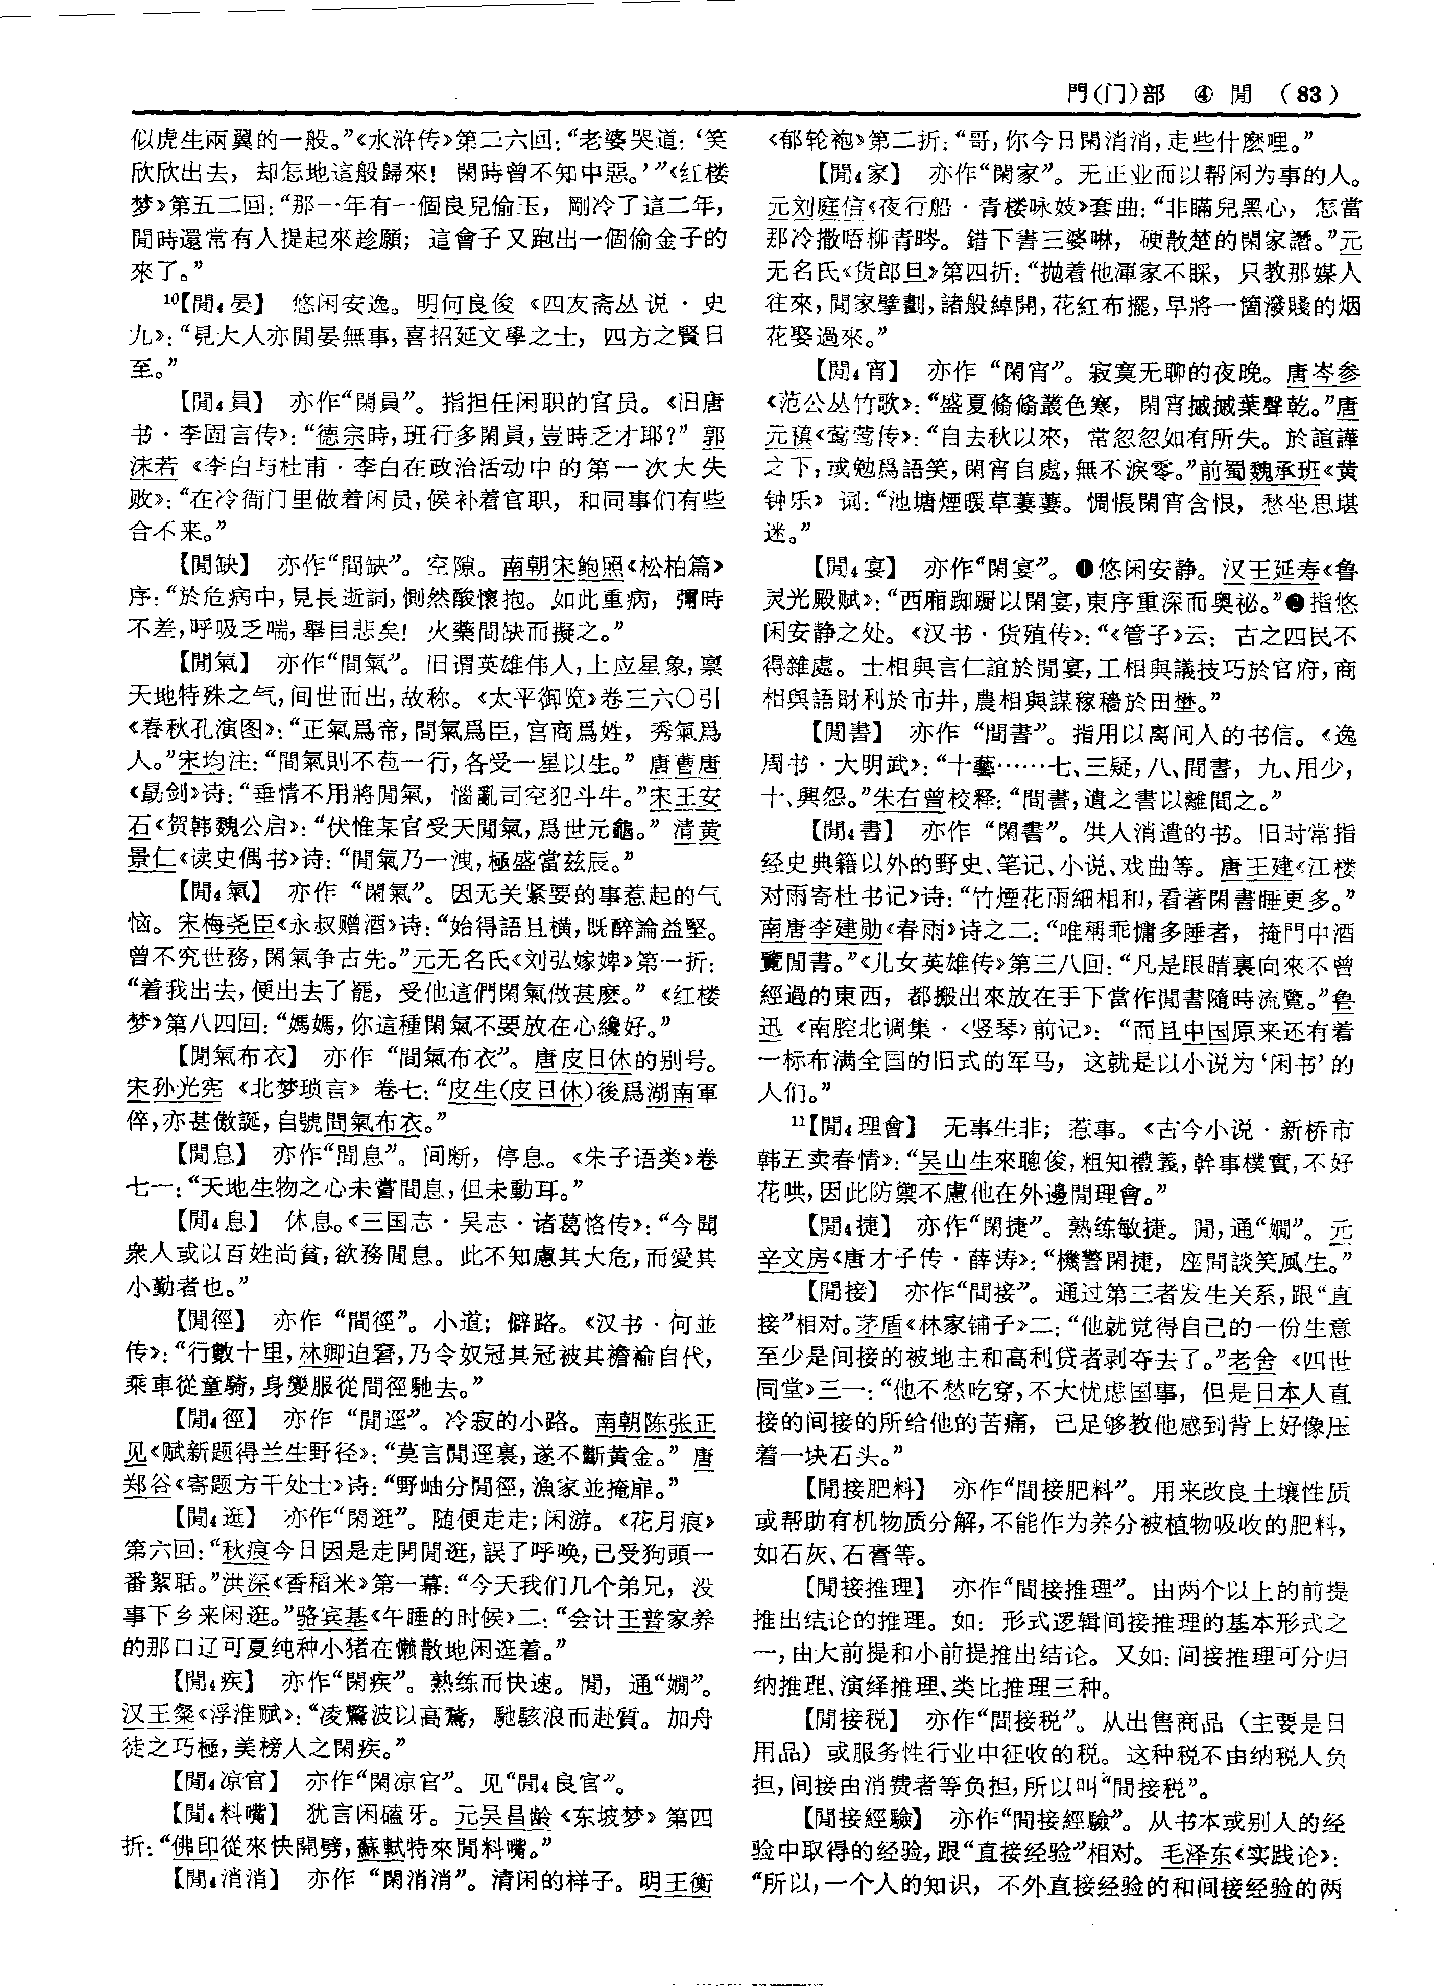 門(门)部 ④ 閒 (83)
似虎生兩翼的一般。”《水浒传》第二六回：“老婆哭道：‘笑
欣欣出去，却怎地這般歸來！閑時曾不知中惡。’”《红楼
梦》第五二回：“那一年有一個良兒偷玉，剛冷了這二年，
閒時還常有人提起來趁願；這會子又跑出一個偷金子的
來了。”
¹⁰【閒₄晏】 悠闲安逸。明何良俊《四友斋丛说·史
九》：“見大人亦閒晏無事，喜招延文學之士，四方之賢日
至。”
【閒₄員】 亦作“閑員”。指担任闲职的官员。《旧唐
书·李固言传》：“德宗時，班行多閑員，豈時乏才耶？”郭
沫若《李白与杜甫·李白在政治活动中的第一次大失
败》：“在冷衙门里做着闲员，候补着官职，和同事们有些
合不来。”
【閒缺】 亦作“間缺”。空隙。南朝宋鲍照《松柏篇》
序：“於危病中，見長逝詞，惻然酸懷抱。如此重病，彌時
不差，呼吸乏喘，舉目悲矣！火藥間缺而擬之。”
【閒氣】 亦作“間氣”。旧谓英雄伟人，上应星象，禀
天地特殊之气，间世而出，故称。《太平御览》卷三六〇引
《春秋孔演图》：“正氣爲帝，間氣爲臣，宫商爲姓，秀氣爲
人。”宋均注：“間氣則不苞一行，各受一星以生。”唐曹唐
《勗剑》诗：“垂情不用將閒氣，惱亂司空犯斗牛。”宋王安
石《贺韩魏公启》：“伏惟某官受天閒氣，爲世元龜。”清黄
景仁《读史偶书》诗：“閒氣乃一洩，極盛當兹辰。”
【閒₄氣】 亦作“閑氣”。因无关紧要的事惹起的气
恼。宋梅尧臣《永叔赠酒》诗：“始得語且横，既醉論益堅。
曾不究世務，閑氣争古先。”元无名氏《刘弘嫁婢》第一折：
“着我出去，便出去了罷，受他這們閑氣做甚麽。”《红楼
梦》第八四回：“媽媽，你這種閑氣不要放在心纔好。”
【閒氣布衣】 亦作“間氣布衣”。唐皮日休的别号。
宋孙光宪《北梦琐言》卷七：“皮生(皮日休)後爲湖南軍
倅，亦甚傲誕，自號間氣布衣。”
【閒息】 亦作“間息”。间断，停息。《朱子语类》卷
七一：“天地生物之心未嘗間息，但未動耳。”
【閒₄息】 休息。《三国志·吴志·诸葛恪传》：“今聞
衆人或以百姓尚貧，欲務閒息。此不知慮其大危，而愛其
小勤者也。”
【閒徑】 亦作“間徑”。小道；僻路。《汉书·何並
传》：“行數十里，林卿迫窘，乃令奴冠其冠被其襜褕自代，
乘車從童騎，身變服從間徑馳去。”
【閒₄徑】 亦作“閒逕”。冷寂的小路。南朝陈张正
见《赋新题得兰生野径》：“莫言閒逕裏，遂不斷黄金。”唐
郑谷《寄题方干处士》诗：“野岫分閒徑，漁家並掩扉。”
【閒₄逛】 亦作“閑逛”。随便走走；闲游。《花月痕》
第六回：“秋痕今日因是走開閒逛，誤了呼唤，已受狗頭一
番絮聒。”洪深《香稻米》第一幕：“今天我们几个弟兄，没
事下乡来闲逛。”骆宾基《午睡的时候》二：“会计王普家养
的那口辽可夏纯种小猪在懒散地闲逛着。”
【閒₄疾】 亦作“閑疾”。熟练而快速。閒，通“嫺”。
汉王粲《浮淮赋》：“凌驚波以高騖，馳駭浪而赴質。加舟
徒之巧極，美榜人之閑疾。”
【閒₄凉官】 亦作“閑凉官”。见“閒₄良官”。
【閒₄料嘴】 犹言闲磕牙。元吴昌龄《东坡梦》第四
折：“佛印從來快開劈，蘇軾特來閒料嘴。”
【閒₄消消】 亦作“閑消消”。清闲的样子。明王衡
《郁轮袍》第二折：“哥，你今日閑消消，走些什麽哩。”
【閒₄家】 亦作“閑家”。无正业而以帮闲为事的人。
元刘庭信《夜行船·青楼咏妓》套曲：“非瞞兒黑心，怎當
那冷撒唔柳青晗。錯下書三婆啉，硬散楚的閑家譖。”元
无名氏《货郎旦》第四折：“抛着他渾家不睬，只教那媒人
往來，閒家擘劃，諸般綽開，花紅布擺，早將一箇潑賤的烟
花娶過來。”
【閒₄宵】 亦作“閑宵”。寂寞无聊的夜晚。唐岑参
《范公丛竹歌》：“盛夏翛翛叢色寒，閑宵摵摵葉聲乾。”唐
元稹《莺莺传》：“自去秋以來，常忽忽如有所失。於諠譁
之下，或勉爲語笑，閑宵自處，無不淚零。”前蜀魏承班《黄
钟乐》词：“池塘煙暖草萋萋。惆悵閑宵含恨，愁坐思堪
迷。”
【閒₄宴】 亦作“閑宴”。❶悠闲安静。汉王延寿《鲁
灵光殿赋》：“西厢踟蹰以閑宴，東序重深而奥祕。”❷指悠
闲安静之处。《汉书·货殖传》：“《管子》云：古之四民不
得雜處。士相與言仁誼於閒宴，工相與議技巧於官府，商
相與語財利於市井，農相與謀稼穡於田壄。”
【閒書】 亦作“間書”。指用以离间人的书信。《逸
周书·大明武》：“十藝……七、三疑，八、間書，九、用少，
十、興怨。”朱右曾校释：“間書，遺之書以離間之。”
【閒₄書】 亦作“閑書”。供人消遣的书。旧时常指
经史典籍以外的野史、笔记、小说、戏曲等。唐王建《江楼
对雨寄杜书记》诗：“竹煙花雨細相和，看著閑書睡更多。”
南唐李建勋《春雨》诗之二：“唯稱乖慵多睡者，掩門中酒
覽閒書。”《儿女英雄传》第三八回：“凡是眼睛裏向來不曾
經過的東西，都搬出來放在手下當作閒書隨時流覽。”鲁
迅《南腔北调集·〈竖琴〉前记》：“而且中国原来还有着
一标布满全国的旧式的军马，这就是以小说为‘闲书’的
人们。”
¹¹【閒₄理會】 无事生非；惹事。《古今小说·新桥市
韩五卖春情》：“吴山生來聰俊，粗知禮義，幹事樸實，不好
花哄，因此防禦不慮他在外邊閒理會。”
【閒₄捷】 亦作“閑捷”。熟练敏捷。閒，通“嫺”。元
辛文房《唐才子传·薛涛》：“機警閑捷，座間談笑風生。”
【閒接】 亦作“間接”。通过第三者发生关系，跟“直
接”相对。茅盾《林家铺子》二：“他就觉得自己的一份生意
至少是间接的被地主和高利贷者剥夺去了。”老舍《四世
同堂》三一：“他不愁吃穿，不大忧虑国事，但是日本人直
接的间接的所给他的苦痛，已足够教他感到背上好像压
着一块石头。”
【閒接肥料】 亦作“間接肥料”。用来改良土壤性质
或帮助有机物质分解，不能作为养分被植物吸收的肥料，
如石灰、石膏等。
【閒接推理】 亦作“間接推理”。由两个以上的前提
推出结论的推理。如：形式逻辑间接推理的基本形式之
一，由大前提和小前提推出结论。又如：间接推理可分归
纳推理、演绎推理、类比推理三种。
【閒接税】 亦作“間接税”。从出售商品（主要是日
用品）或服务性行业中征收的税。这种税不由纳税人负
担，间接由消费者等负担，所以叫“間接税”。
【閒接經驗】 亦作“間接經驗”。从书本或别人的经
验中取得的经验，跟“直接经验”相对。毛泽东《实践论》：
“所以，一个人的知识，不外直接经验的和间接经验的两